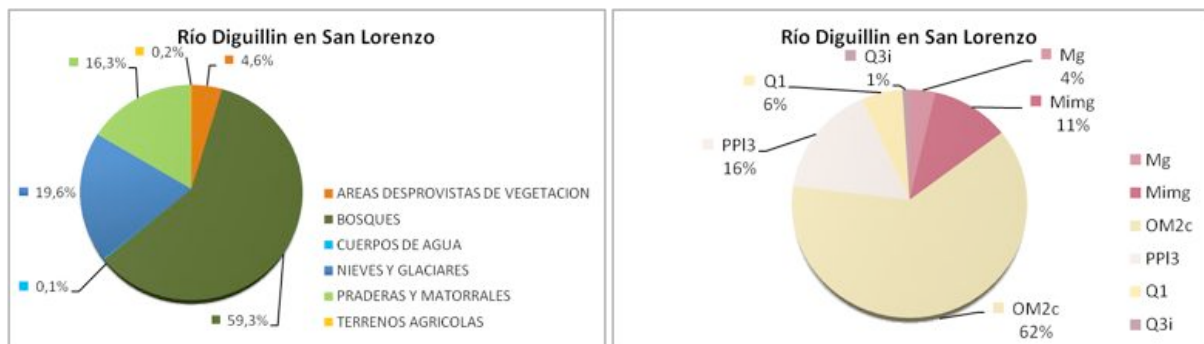 Río Diguillin en San Lorenzo
0,2%
4,6%
16,3%
19,6%
0,1%
59,3%
AREAS DESPROVISTAS DE VEGETACION
BOSQUES
CUERPOS DE AGUA
NIEVES Y GLACIARES
PRADERAS Y MATORRALES
TERRENOS AGRICOLAS
Río Diguillin en San Lorenzo
Q3i
1%
Mg
4%
Q1
6%
Mimg
11%
PPl3
16%
OM2c
62%
Mg
Mimg
OM2c
PPl3
Q1
Q3i